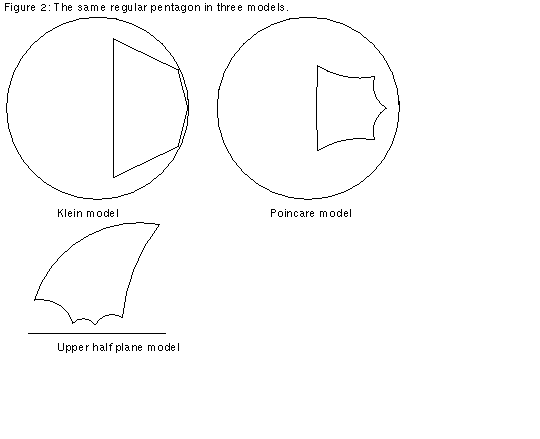 Figure 2: The same regular pentagon in three models.
Klein model
Poincare model
Upper half plane model